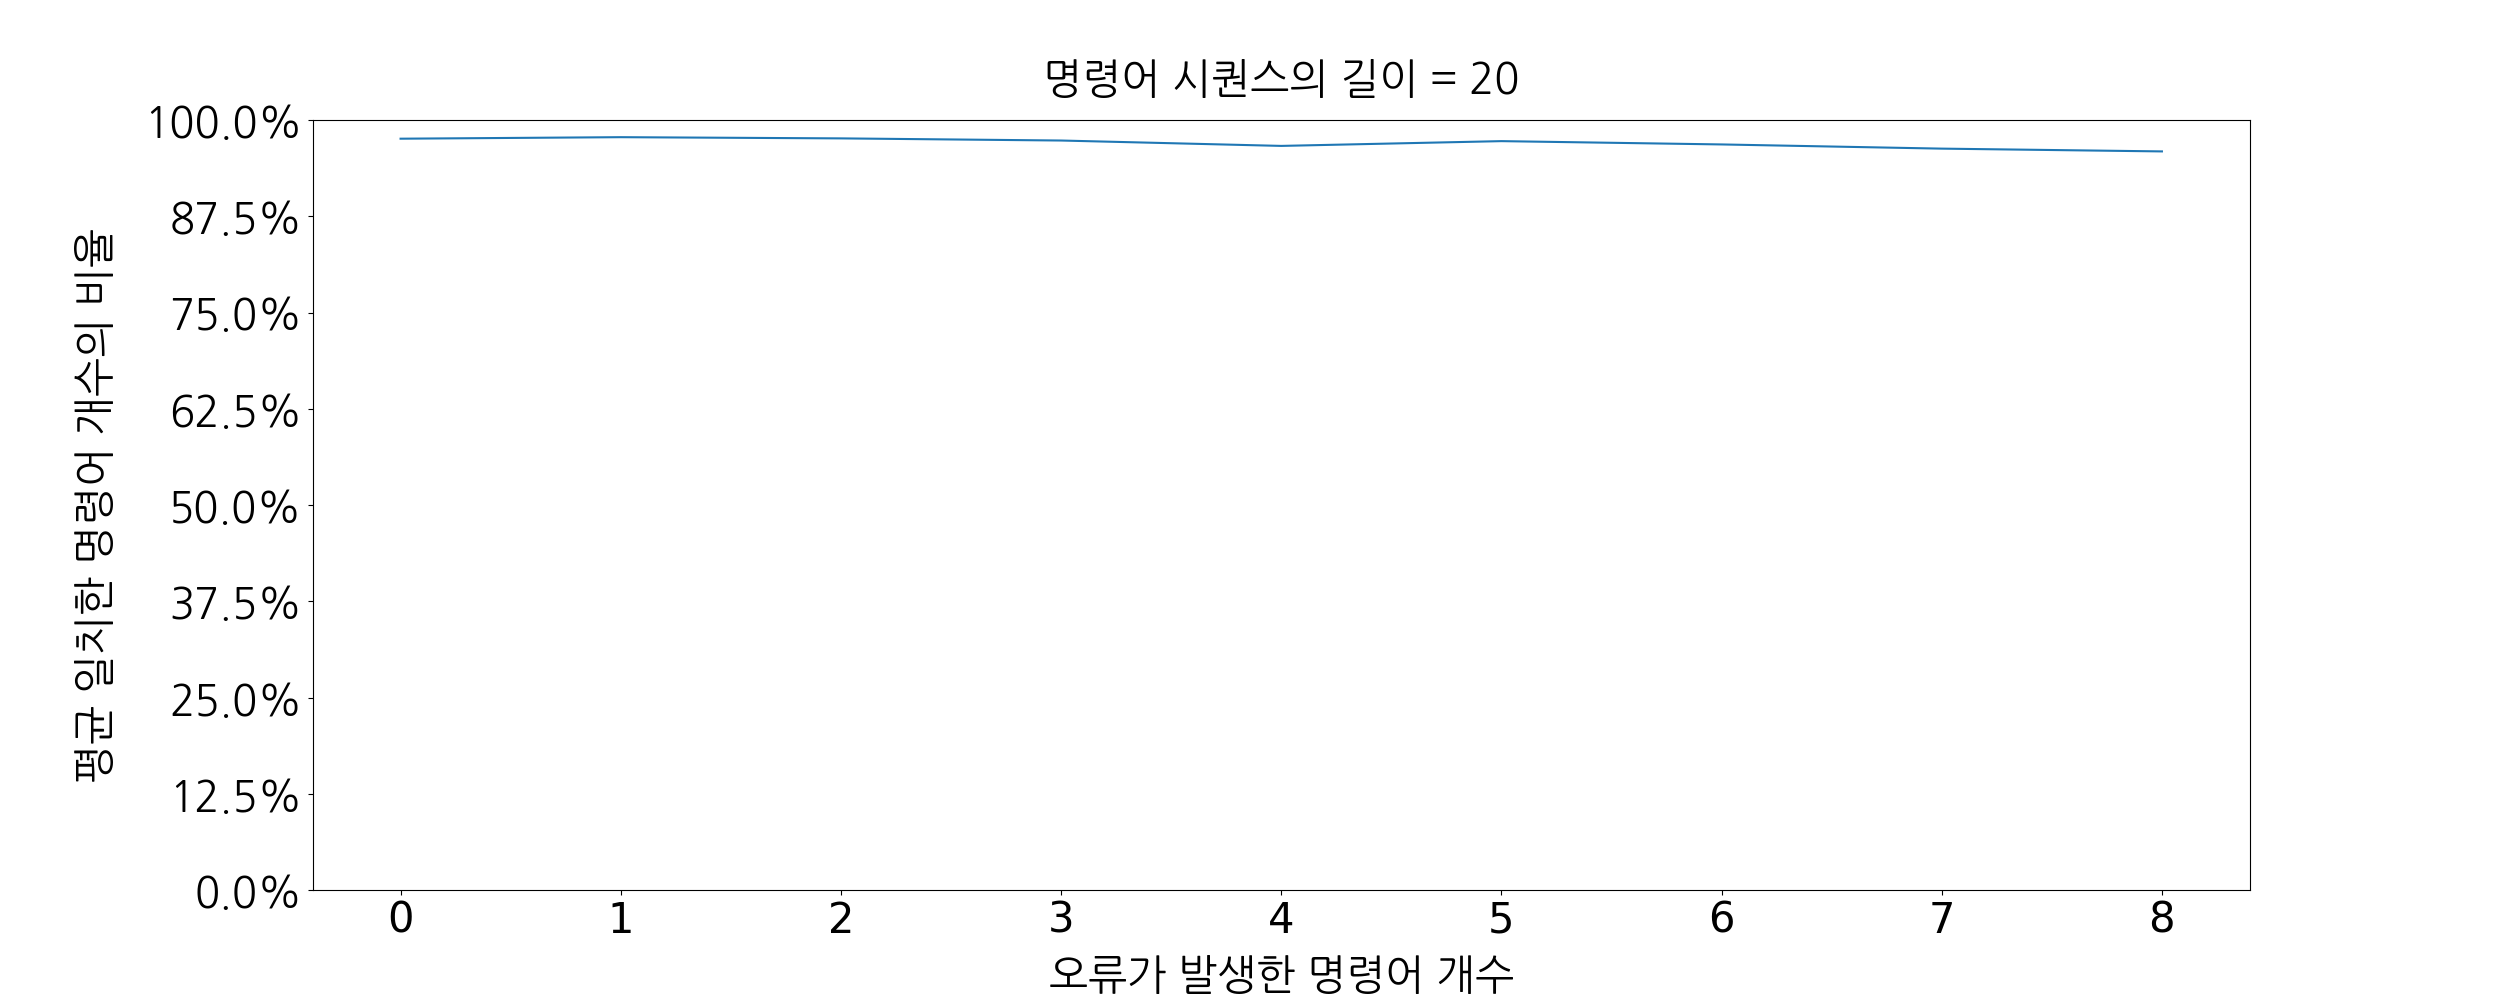 명령어 시퀀스의 길이 = 20
평균 일치한 명령어 개수의 비율
100.0%
87.5%
75.0%
62.5%
50.0%
37.5%
25.0%
12.5%
0.0%
0 1 2 3 4 5 6 7 8
오류가 발생한 명령어 개수